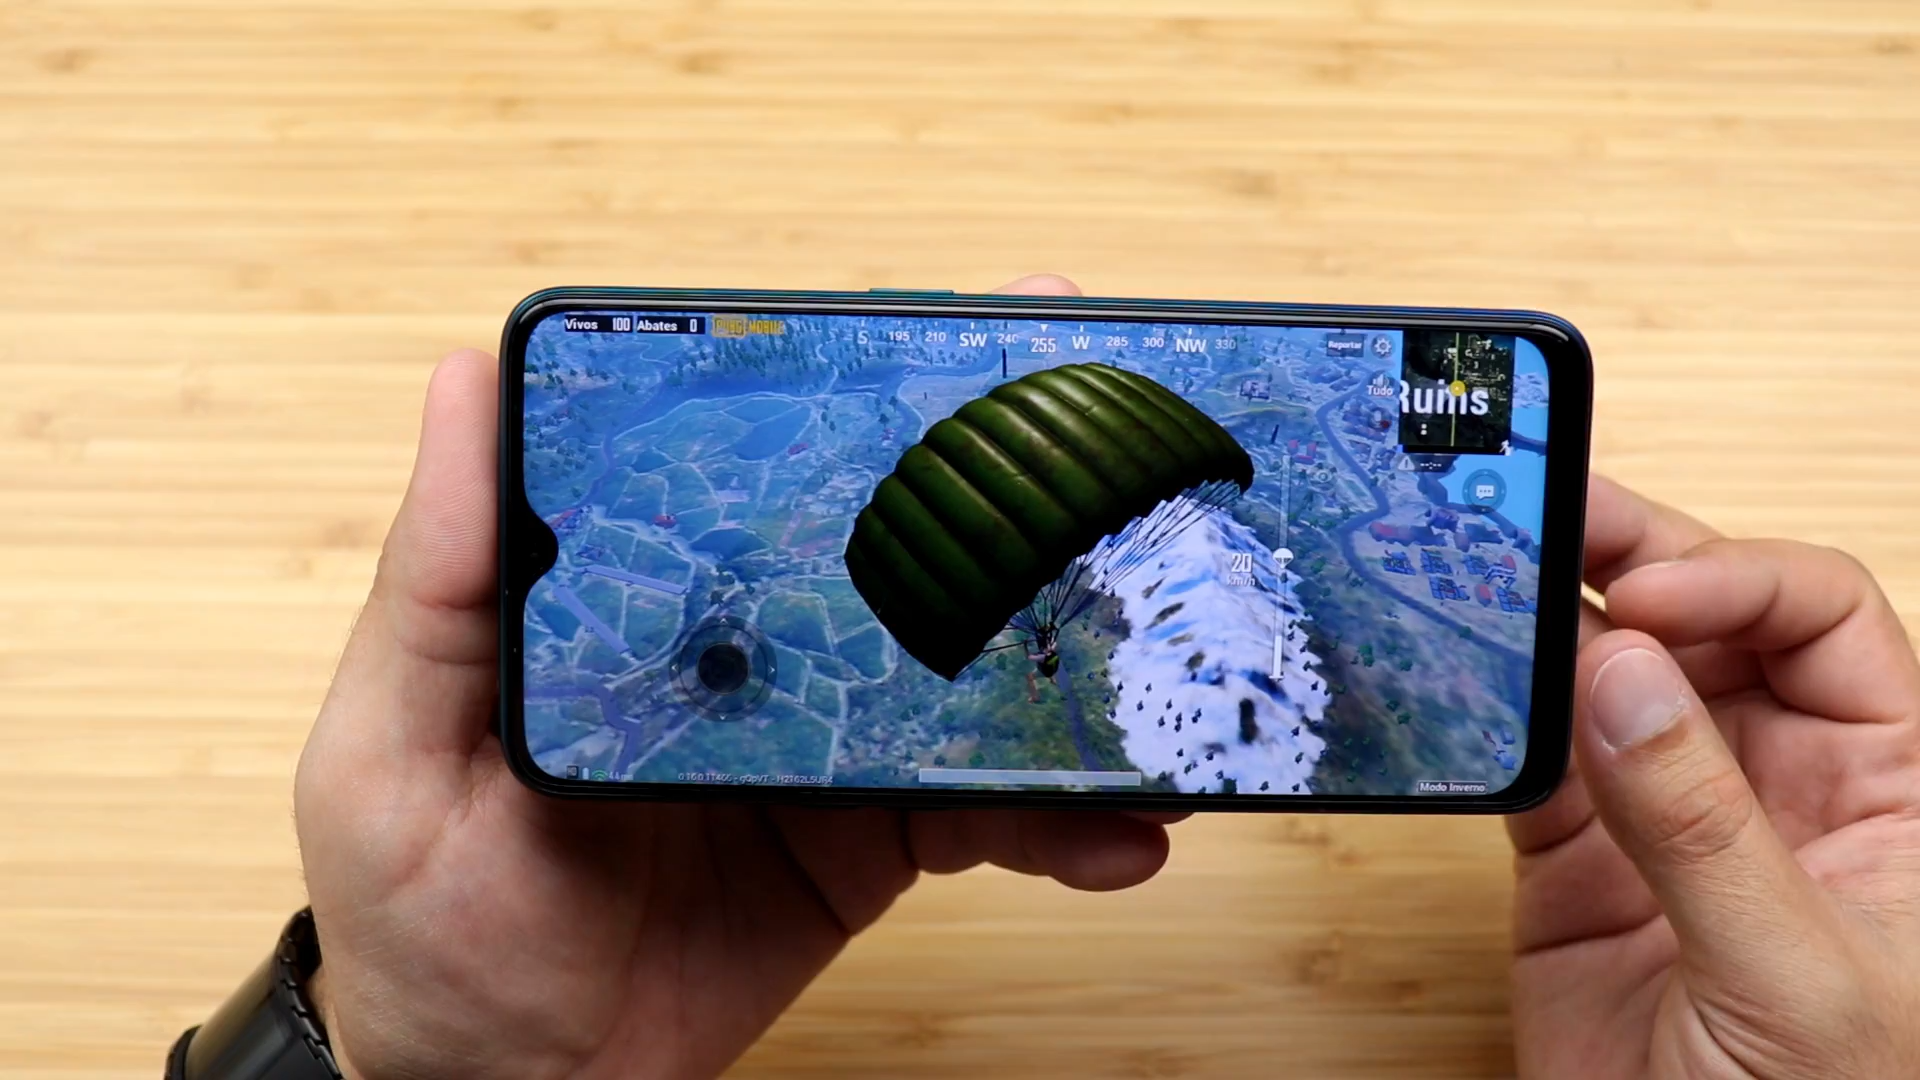 Vivos 100 Abates 0 PUBG MOBILE
S 195 210 SW 240 255 W 285 300 NW 330
Reportar
Tudo
Ruins
20
km/h
Modo Inverno